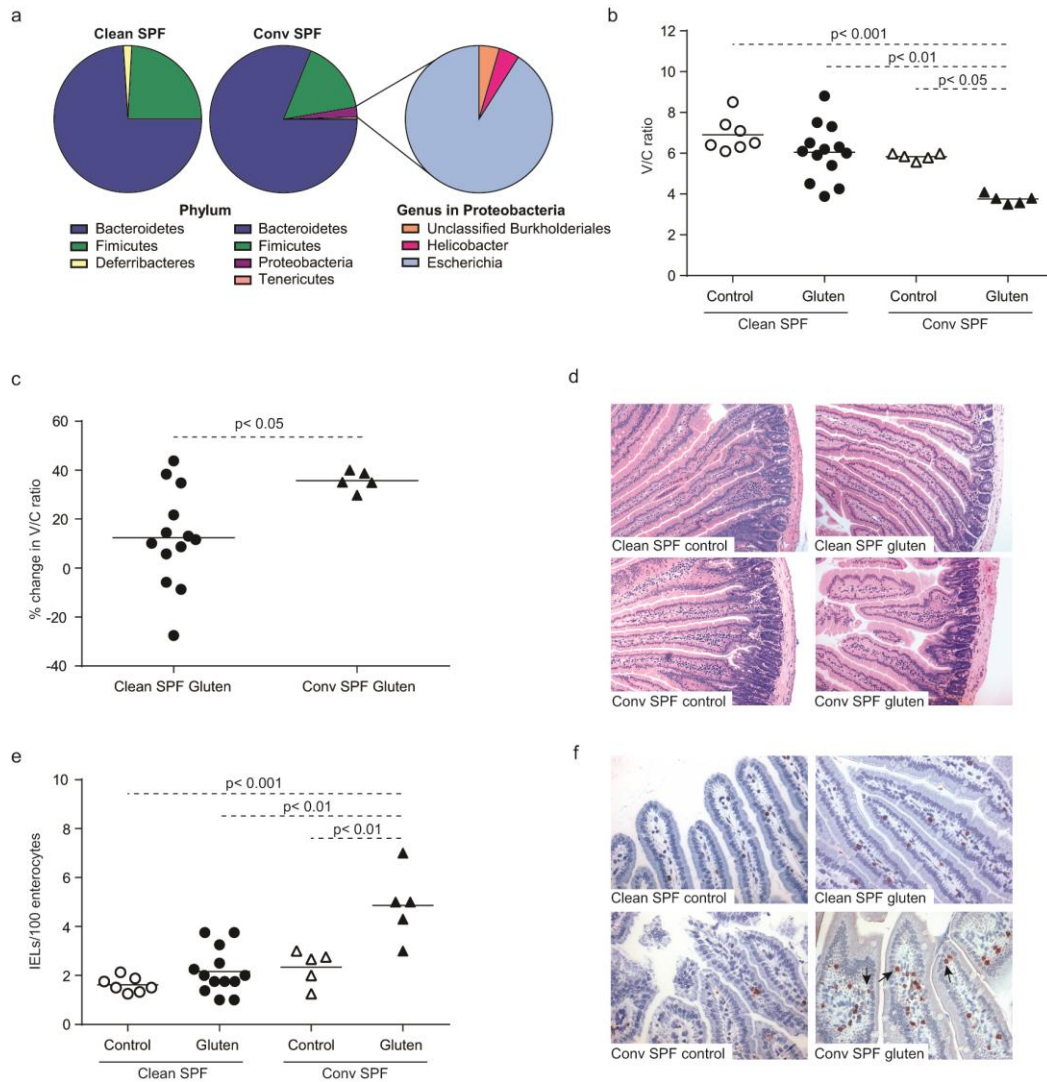 a
Clean SPF
Conv SPF
Phylum
Bacteroidetes
Fimicutes
Deferribacteres
Bacteroidetes
Fimicutes
Proteobacteria
Tenericutes
Genus in Proteobacteria
Unclassified Burkholderiales
Helicobacter
Escherichia
b
V/C ratio
12
10
8
6
4
2
0
p< 0.001
p< 0.01
p< 0.05
Control
Gluten
Control
Gluten
Clean SPF
Conv SPF
c
% change in V/C ratio
60
40
20
0
-20
-40
p< 0.05
Clean SPF Gluten
Conv SPF Gluten
d
Clean SPF control
Clean SPF gluten
Conv SPF control
Conv SPF gluten
e
IELs/100 enterocytes
10
8
6
4
2
0
p< 0.001
p< 0.01
p< 0.01
Control
Gluten
Control
Gluten
Clean SPF
Conv SPF
f
Clean SPF control
Clean SPF gluten
Conv SPF control
Conv SPF gluten